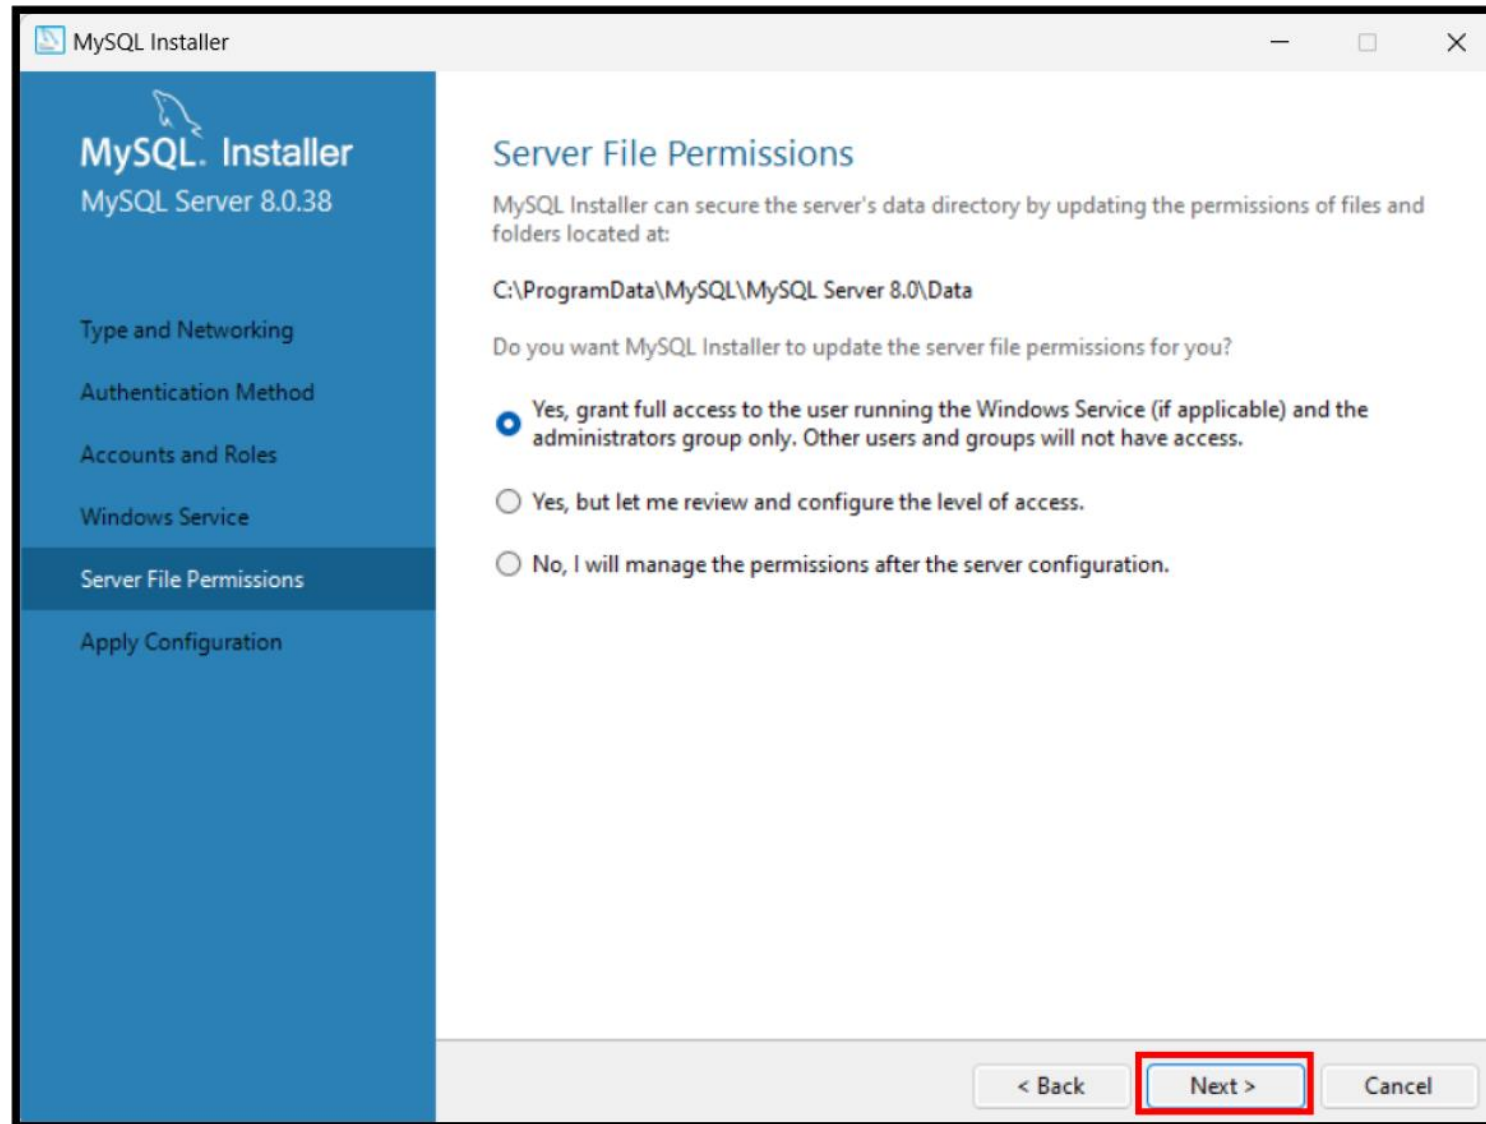 MySQL Installer
MySQL. Installer
MySQL Server 8.0.38
Type and Networking
Authentication Method
Accounts and Roles
Windows Service
Server File Permissions
Apply Configuration
Server File Permissions
MySQL Installer can secure the server's data directory by updating the permissions of files and
folders located at:
C:\ProgramData\MySQL\MySQL Server 8.0\Data
Do you want MySQL Installer to update the server file permissions for you?
Yes, grant full access to the user running the Windows Service (if applicable) and the
administrators group only. Other users and groups will not have access.
Yes, but let me review and configure the level of access.
No, I will manage the permissions after the server configuration.
< Back
Next >
Cancel